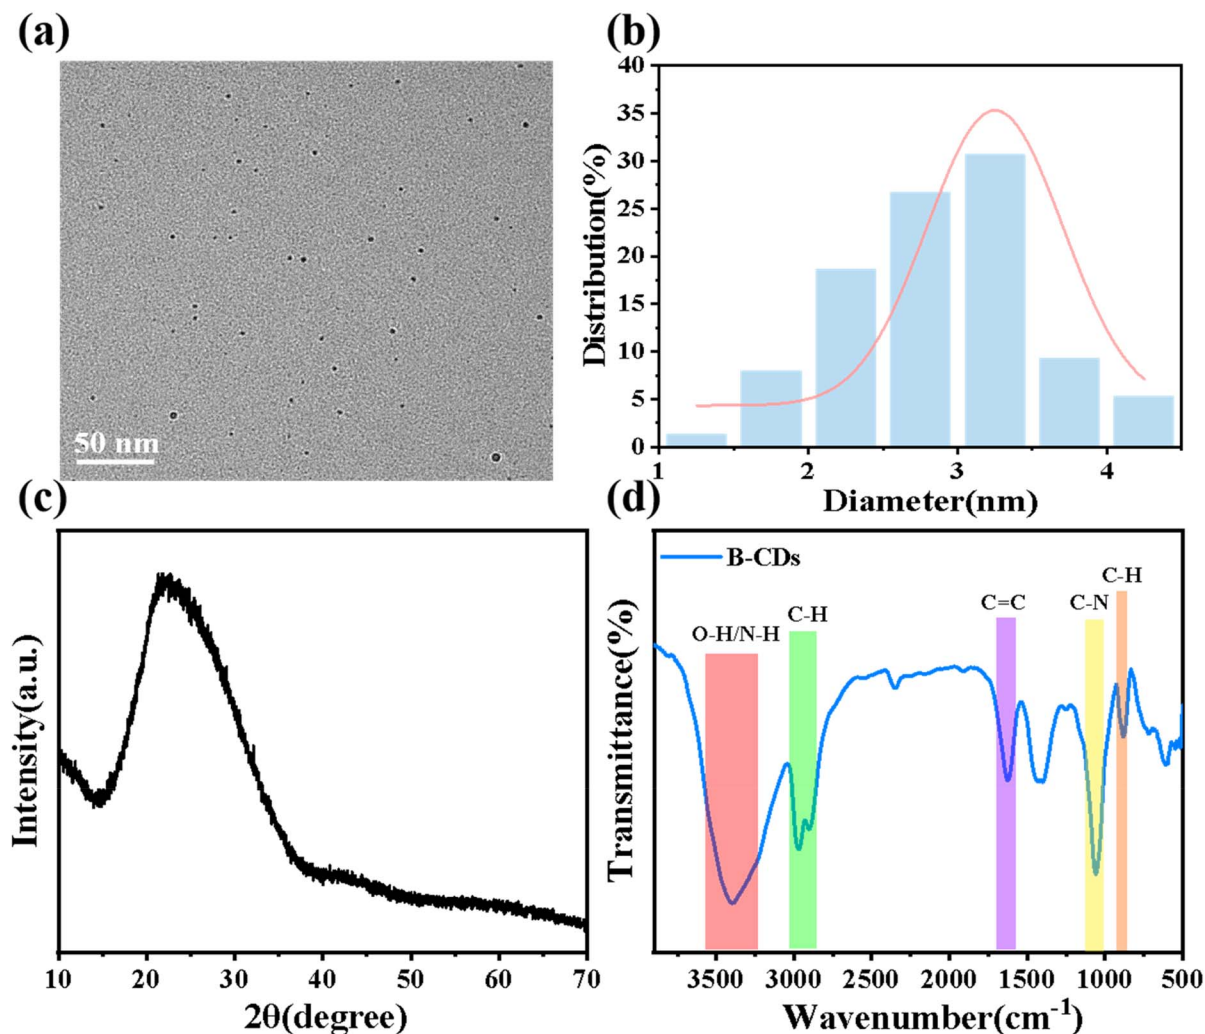 (a)
50 nm
(b)
40
35
30
25
20
15
10
5
0
Distribution(%)
1 2 3 4
Diameter(nm)
(c)
Intensity(a.u.)
10 20 30 40 50 60 70
2θ(degree)
(d)
B-CDs
O-H/N-H
C-H
C=C
C-N
C-H
Transmittance(%)
3500 3000 2500 2000 1500 1000 500
Wavenumber(cm⁻¹)